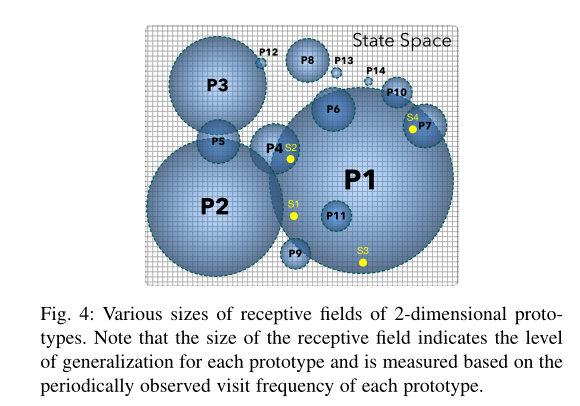 State Space
P12
P8
P13
P14
P3
P10
P6
S4
P7
P5
P4
S2
P1
P2
S1
P11
P9
S3
Fig. 4: Various sizes of receptive fields of 2-dimensional proto-
types. Note that the size of the receptive field indicates the level
of generalization for each prototype and is measured based on the
periodically observed visit frequency of each prototype.